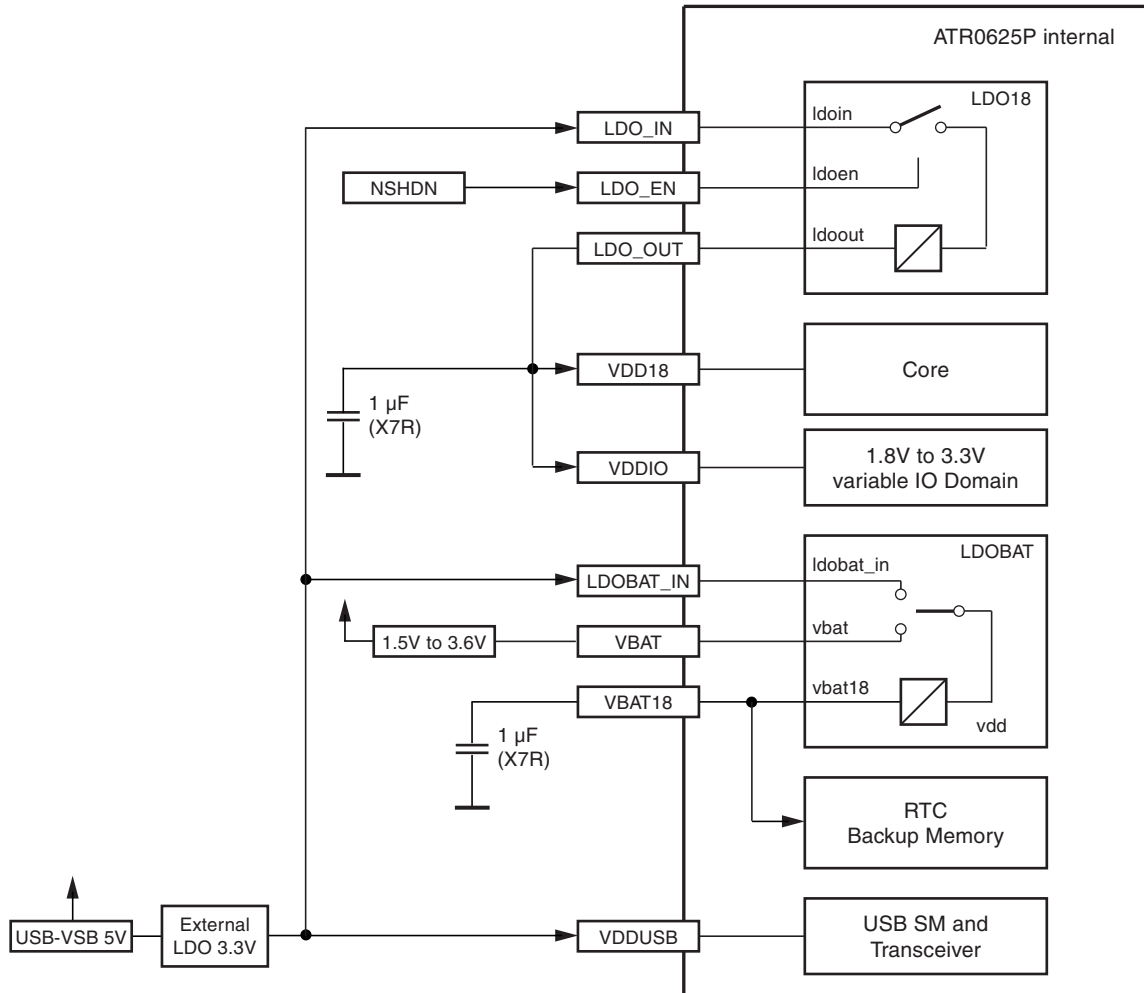 ATR0625P internal
LDO18
LDO_IN
ldoin
NSHDN
LDO_EN
ldoen
LDO_OUT
ldoout
VDD18
Core
1 µF
(X7R)
VDDIO
1.8V to 3.3V
variable IO Domain
LDOBAT
LDOBAT_IN
ldobat_in
1.5V to 3.6V
VBAT
vbat
VBAT18
vbat18
vdd
1 µF
(X7R)
RTC
Backup Memory
USB-VSB 5V
External
LDO 3.3V
VDDUSB
USB SM and
Transceiver